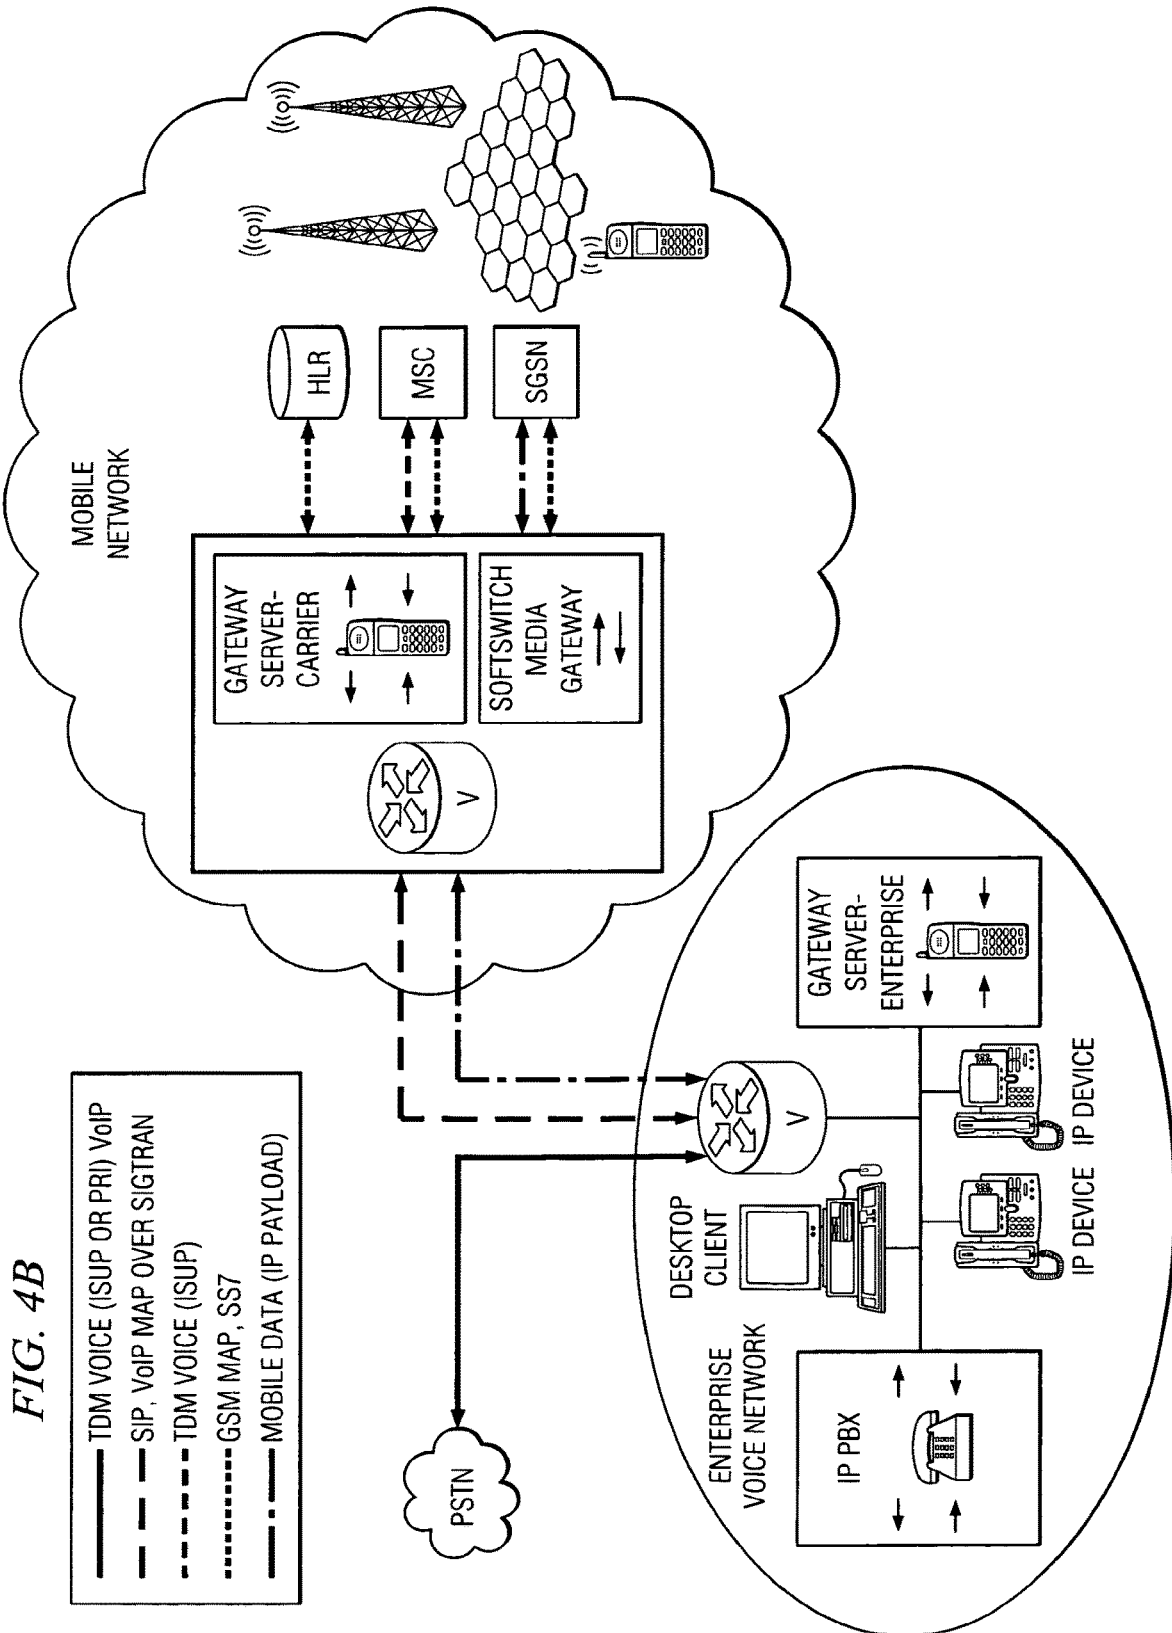 FIG. 4B
TDM VOICE (ISUP OR PRI) VoIP
SIP, VoIP MAP OVER SIGTRAN
TDM VOICE (ISUP)
GSM MAP, SS7
MOBILE DATA (IP PAYLOAD)
MOBILE
NETWORK
GATEWAY
SERVER-
CARRIER
SOFTSWITCH
MEDIA
GATEWAY
V
HLR
MSC
SGSN
PSTN
ENTERPRISE
VOICE NETWORK
DESKTOP
CLIENT
V
IP PBX
IP DEVICE
IP DEVICE
GATEWAY
SERVER-
ENTERPRISE